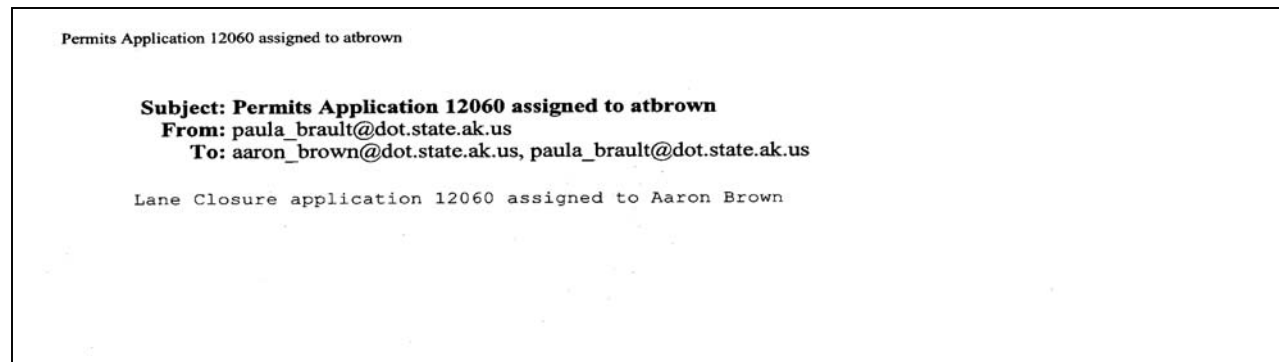 Permits Application 12060 assigned to atbrown
Subject: Permits Application 12060 assigned to atbrown
From: paula_brault@dot.state.ak.us
To: aaron_brown@dot.state.ak.us, paula_brault@dot.state.ak.us
Lane Closure application 12060 assigned to Aaron Brown